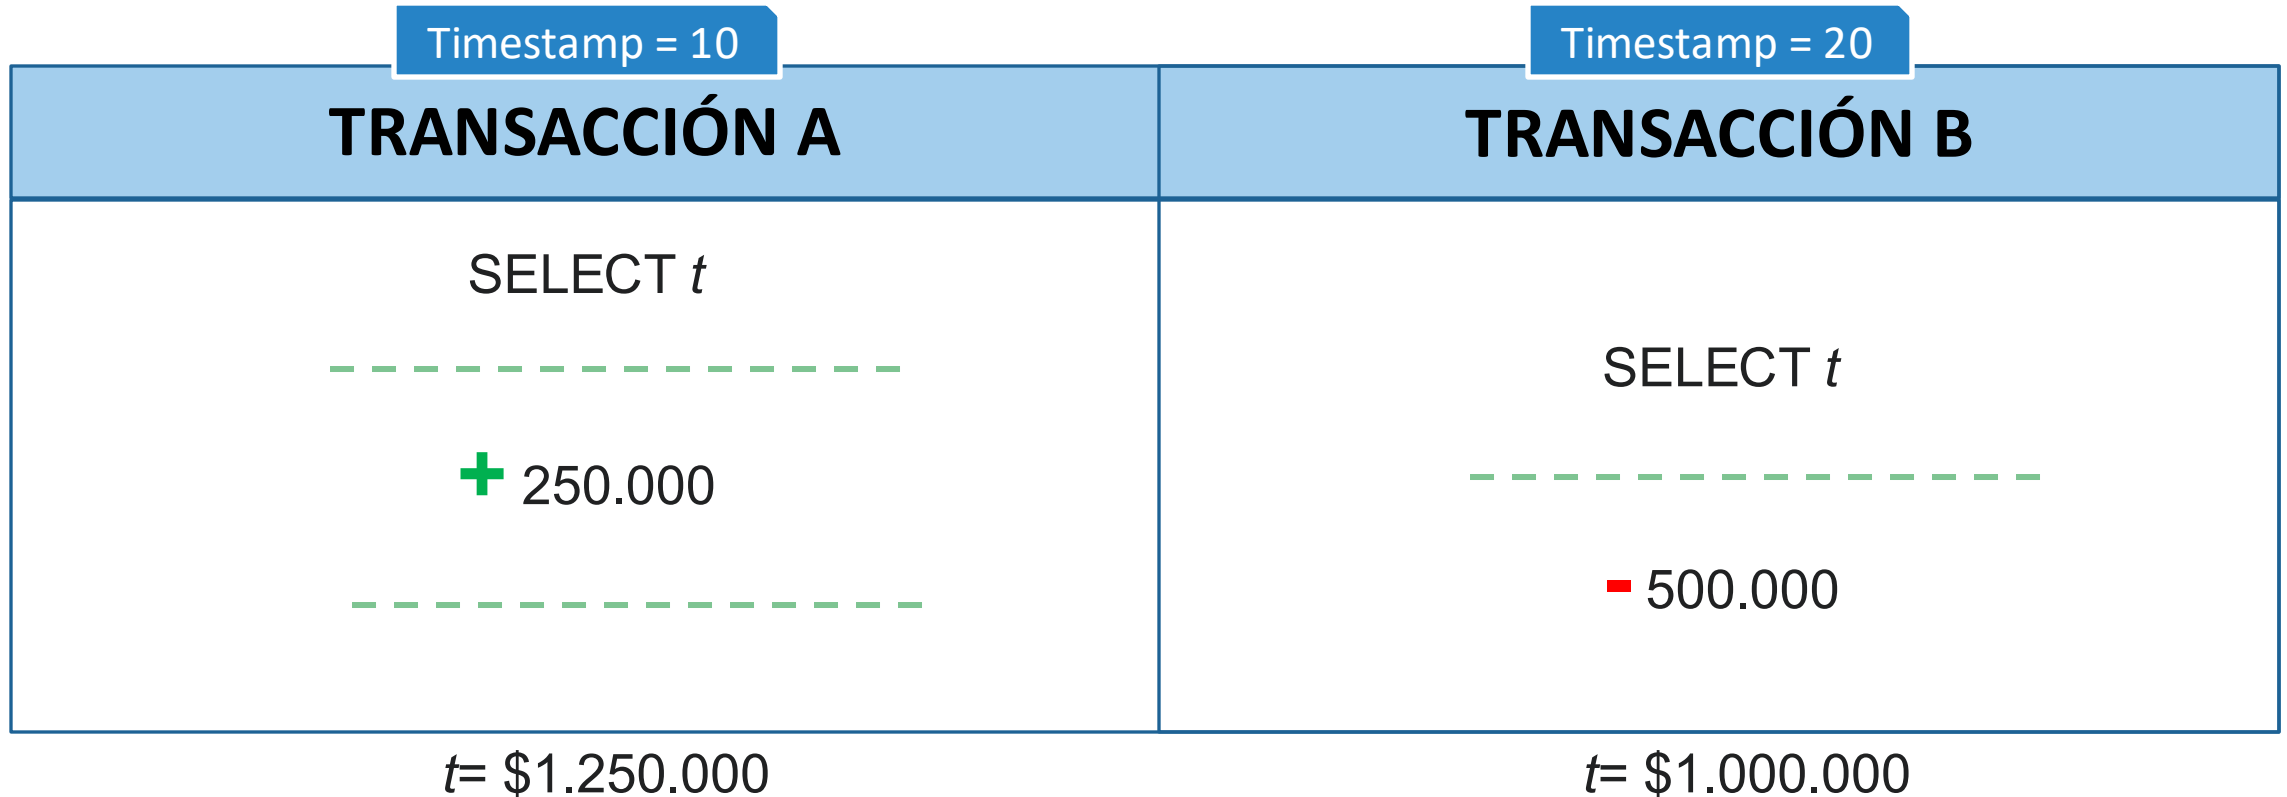 Timestamp = 10
Timestamp = 20
TRANSACCIÓN A
TRANSACCIÓN B
SELECT t
SELECT t
+ 250.000
- 500.000
t= $1.250.000
t= $1.000.000